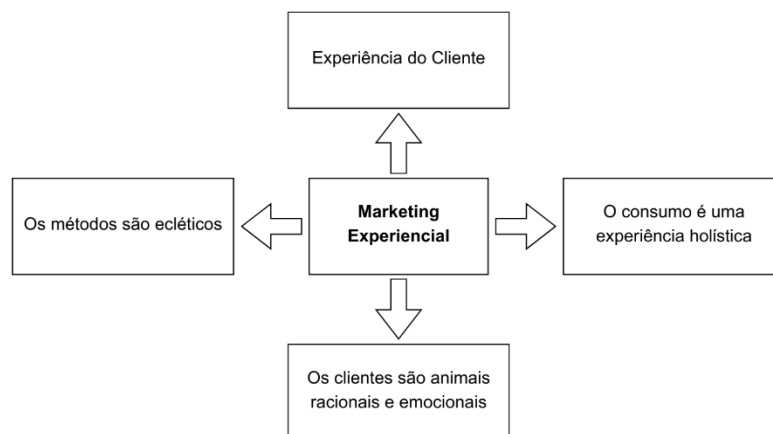 Experiência do Cliente
Os métodos são ecléticos
Marketing
Experiencial
O consumo é uma
experiência holística
Os clientes são animais
racionais e emocionais